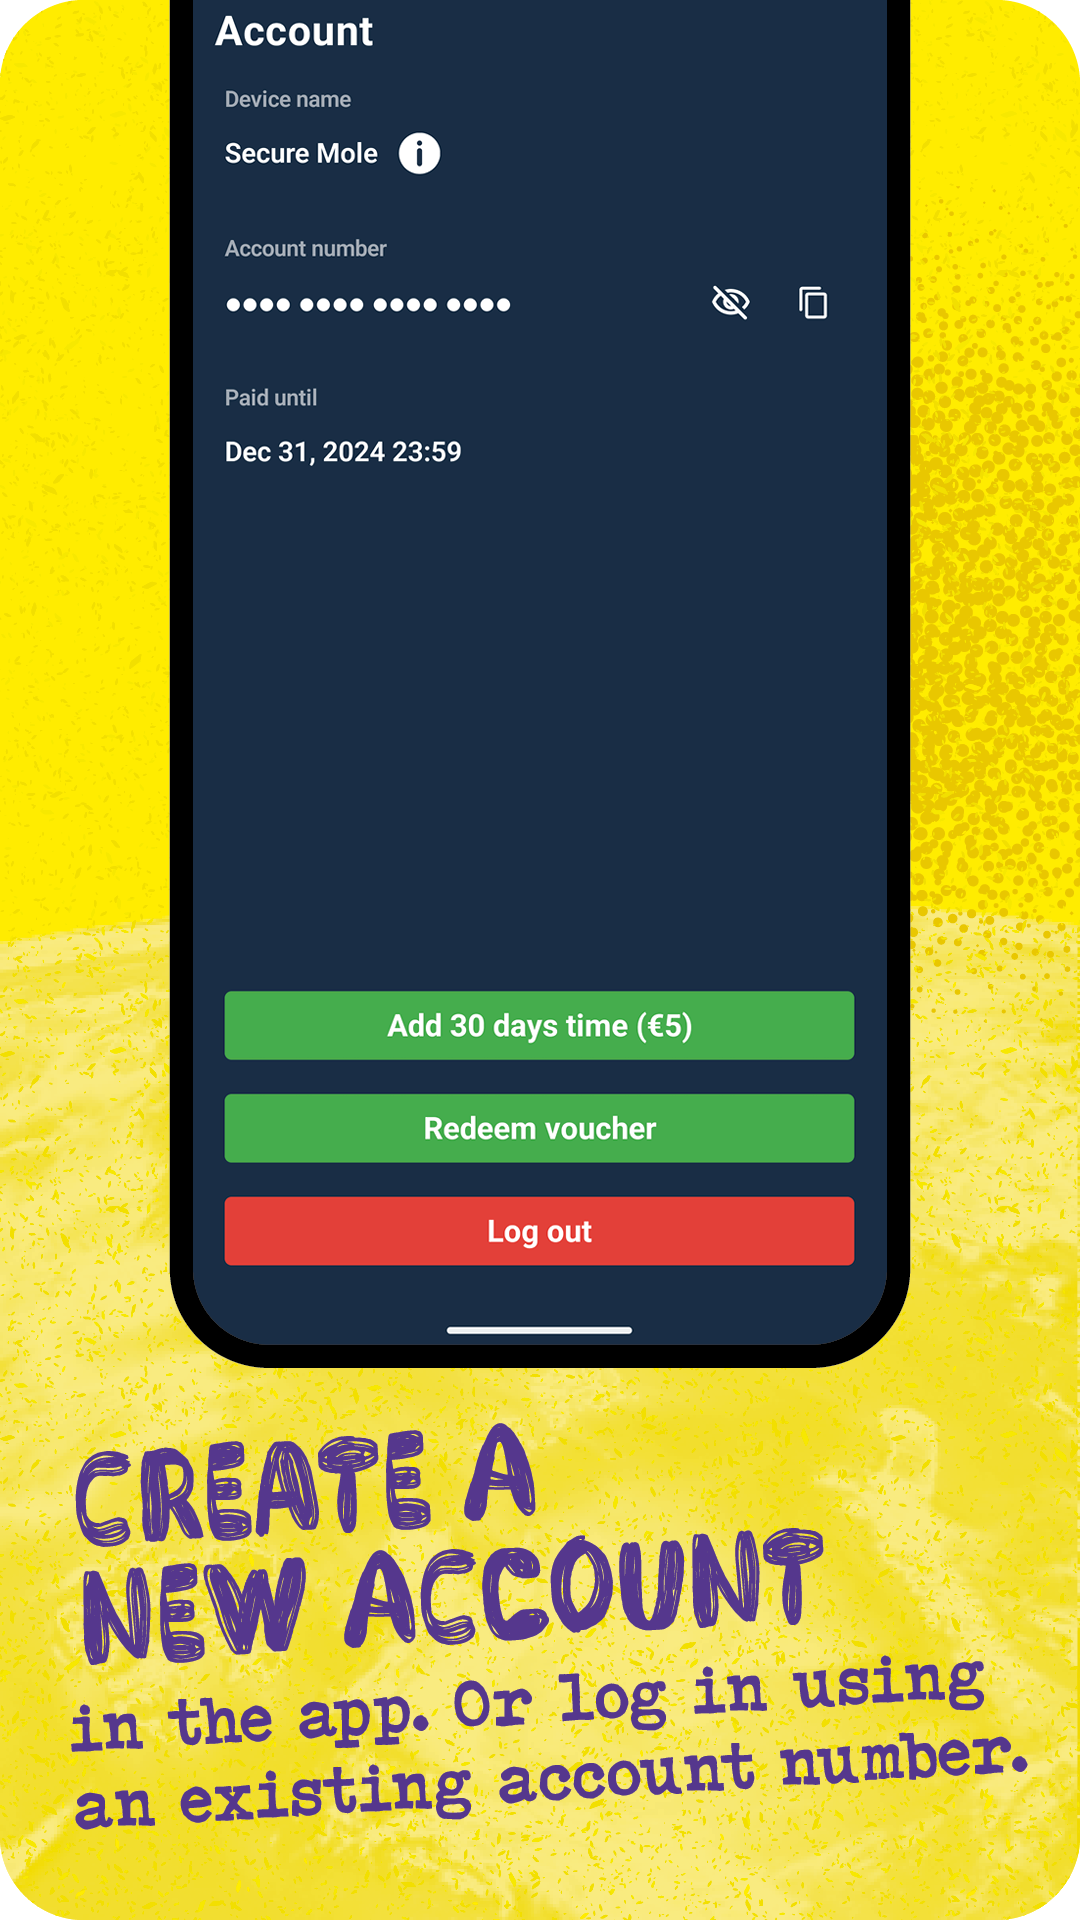 Account
Device name
Secure Mole
Account number
•••• •••• •••• ••••
Paid until
Dec 31, 2024 23:59
Add 30 days time (€5)
Redeem voucher
Log out
CREATE A
NEW ACCOUNT
in the app. Or log in using
an existing account number.